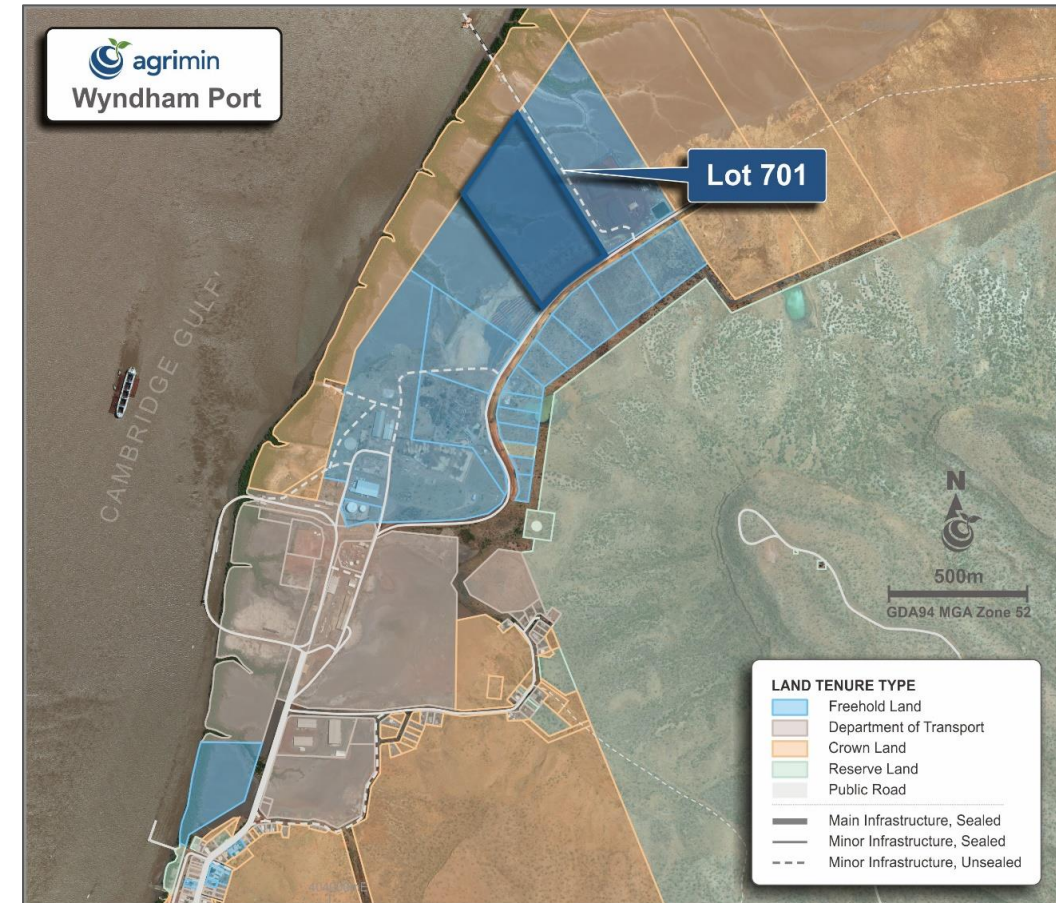 agrimin
Wyndham Port
Lot 701
CAMBRIDGE GULF
N
500m
GDA94 MGA Zone 52
LAND TENURE TYPE
Freehold Land
Department of Transport
Crown Land
Reserve Land
Public Road
Main Infrastructure, Sealed
Minor Infrastructure, Sealed
Minor Infrastructure, Unsealed